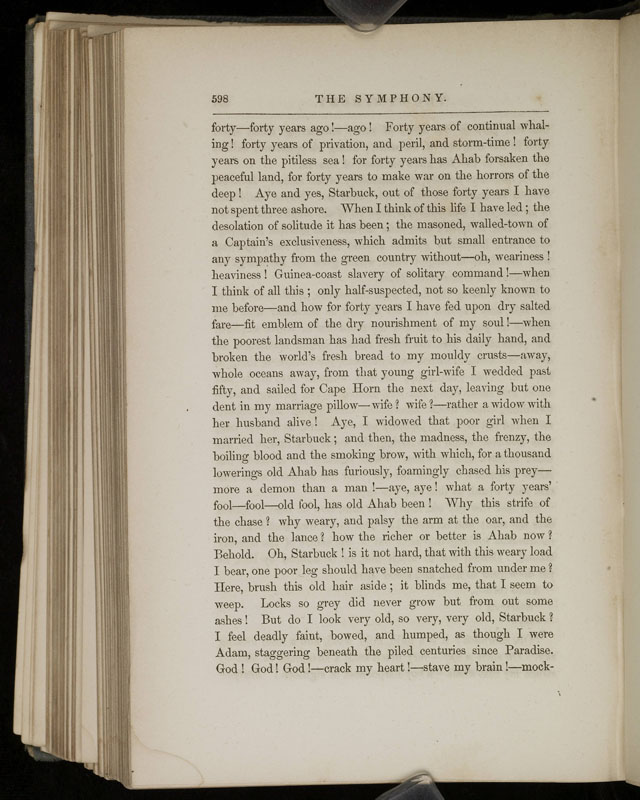 598 THE SYMPHONY.
forty—forty years ago!—ago! Forty years of continual whal-
ing! forty years of privation, and peril, and storm-time! forty
years on the pitiless sea! for forty years has Ahab forsaken the
peaceful land, for forty years to make war on the horrors of the
deep! Aye and yes, Starbuck, out of those forty years I have
not spent three ashore. When I think of this life I have led; the
desolation of solitude it has been; the masoned, walled-town of
a Captain's exclusiveness, which admits but small entrance to
any sympathy from the green country without—oh, weariness!
heaviness! Guinea-coast slavery of solitary command!—when
I think of all this; only half-suspected, not so keenly known to
me before—and how for forty years I have fed upon dry salted
fare—fit emblem of the dry nourishment of my soul!—when
the poorest landsman has had fresh fruit to his daily hand, and
broken the world's fresh bread to my mouldy crusts—away,
whole oceans away, from that young girl-wife I wedded past
fifty, and sailed for Cape Horn the next day, leaving but one
dent in my marriage pillow—wife? wife?—rather a widow with
her husband alive! Aye, I widowed that poor girl when I
married her, Starbuck; and then, the madness, the frenzy, the
boiling blood and the smoking brow, with which, for a thousand
lowerings old Ahab has furiously, foamingly chased his prey—
more a demon than a man!—aye, aye! what a forty years'
fool—fool—old fool, has old Ahab been! Why this strife of
the chase? why weary, and palsy the arm at the oar, and the
iron, and the lance? how the richer or better is Ahab now?
Behold. Oh, Starbuck! is it not hard, that with this weary load
I bear, one poor leg should have been snatched from under me?
Here, brush this old hair aside; it blinds me, that I seem to
weep. Locks so grey did never grow but from out some
ashes! But do I look very old, so very, very old, Starbuck?
I feel deadly faint, bowed, and humped, as though I were
Adam, staggering beneath the piled centuries since Paradise.
God! God! God!—crack my heart!—stave my brain!—mock-